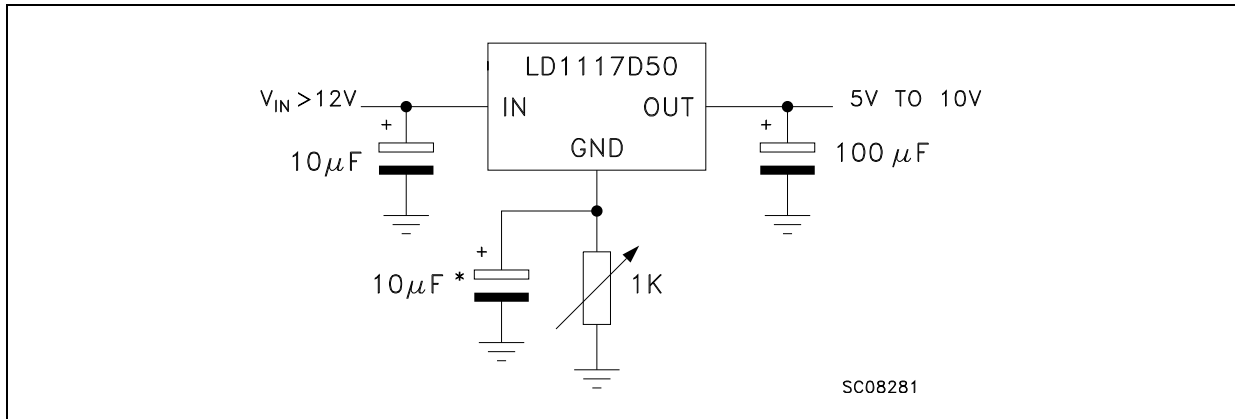 LD1117D50
V_IN >12V
IN
OUT
5V TO 10V
+
+
GND
10μF
100 μF
+
10μF *
1K
SC08281